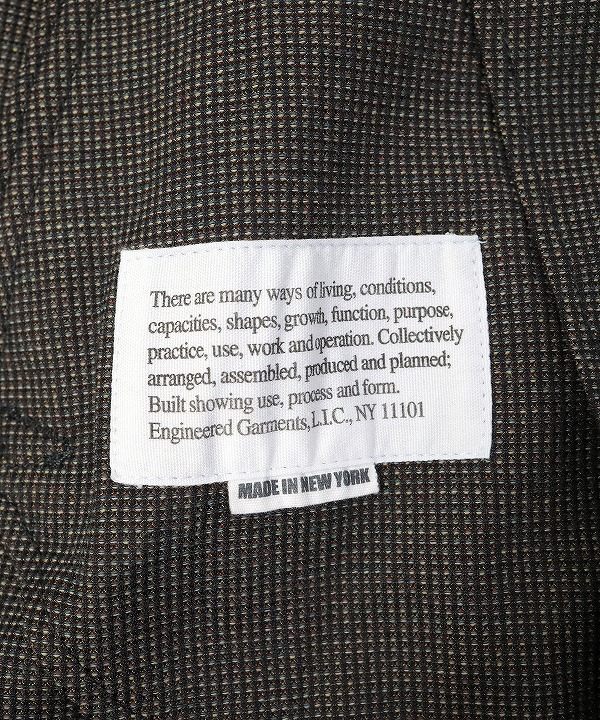 There are many ways of living, conditions,
capacities, shapes, growth, function, purpose,
practice, use, work and operation. Collectively
arranged, assembled, produced and planned;
Built showing use, process and form.
Engineered Garments,L.I.C., NY 11101
MADE IN NEW YORK